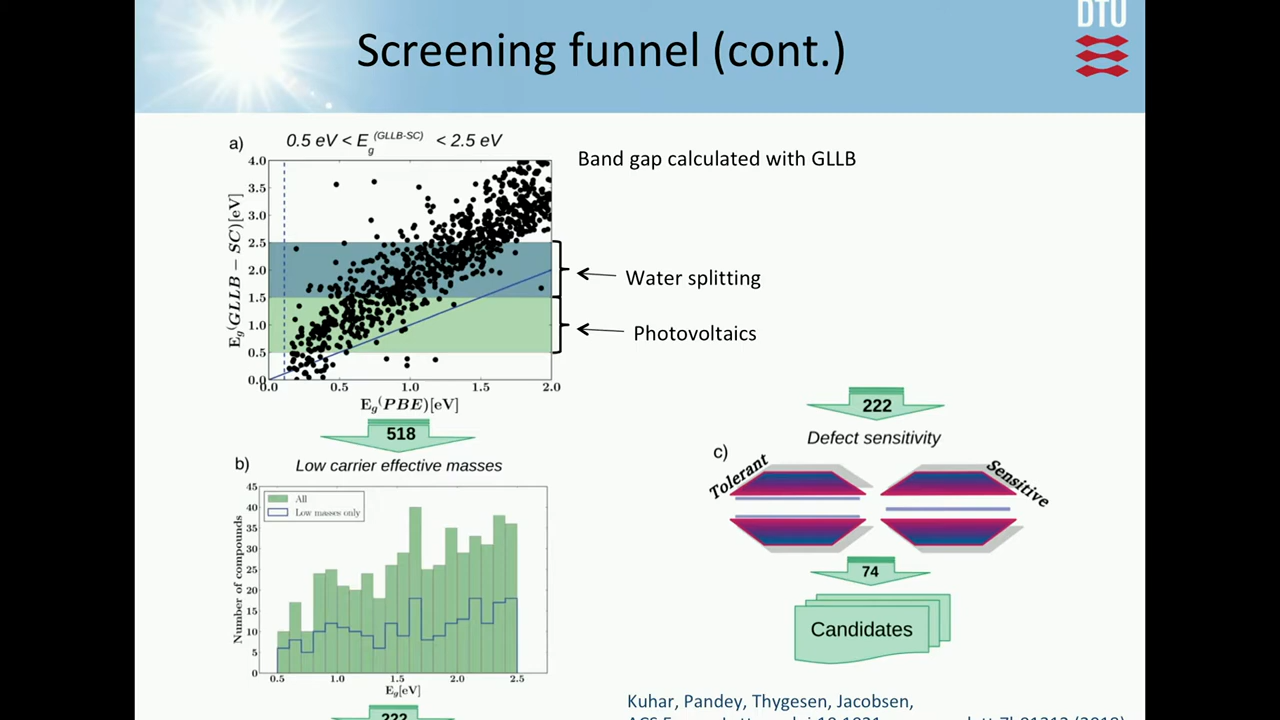 Screening funnel (cont.)
DTU
a)
0.5 eV < Eg (GLLB-SC) < 2.5 eV
Band gap calculated with GLLB
4.0
3.5
3.0
2.5
2.0
1.5
1.0
0.5
0.0
Eg(GLLB - SC)[eV]
0.0 0.5 1.0 1.5 2.0
Eg(PBE)[eV]
Water splitting
Photovoltaics
518
b)
Low carrier effective masses
All
Low masses only
45
40
35
30
25
20
15
10
5
0
Number of compounds
0.5 1.0 1.5 2.0 2.5
Eg[eV]
222
222
Defect sensitivity
c)
Tolerant
Sensitive
74
Candidates
Kuhar, Pandey, Thygesen, Jacobsen,